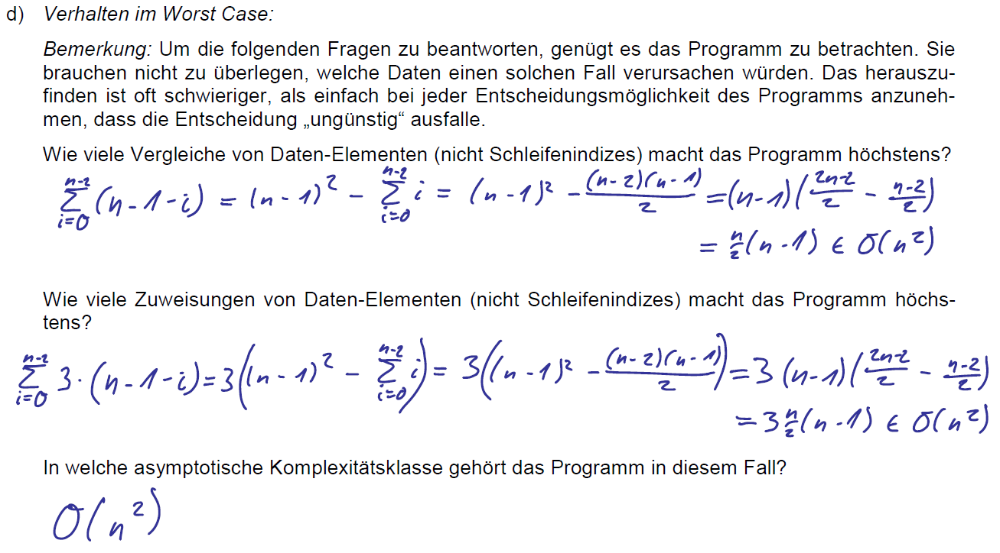 d) Verhalten im Worst Case:
Bemerkung: Um die folgenden Fragen zu beantworten, genügt es das Programm zu betrachten. Sie
brauchen nicht zu überlegen, welche Daten einen solchen Fall verursachen würden. Das herauszu-
finden ist oft schwieriger, als einfach bei jeder Entscheidungsmöglichkeit des Programms anzuneh-
men, dass die Entscheidung „ungünstig“ ausfalle.
Wie viele Vergleiche von Daten-Elementen (nicht Schleifenindizes) macht das Programm höchstens?
$\sum_{i=0}^{n-2} (n-1-i) = (n-1)^2 - \sum_{i=0}^{n-2} i = (n-1)^2 - \frac{(n-2)(n-1)}{2} = (n-1)\left(\frac{2n-2}{2} - \frac{n-2}{2}\right)$
$= \frac{n}{2}(n-1) \in O(n^2)$
Wie viele Zuweisungen von Daten-Elementen (nicht Schleifenindizes) macht das Programm höchs-
tens?
$\sum_{i=0}^{n-2} 3 \cdot (n-1-i) = 3\left((n-1)^2 - \sum_{i=0}^{n-2} i\right) = 3\left((n-1)^2 - \frac{(n-2)(n-1)}{2}\right) = 3(n-1)\left(\frac{2n-2}{2} - \frac{n-2}{2}\right)$
$= 3\frac{n}{2}(n-1) \in O(n^2)$
In welche asymptotische Komplexitätsklasse gehört das Programm in diesem Fall?
$O(n^2)$